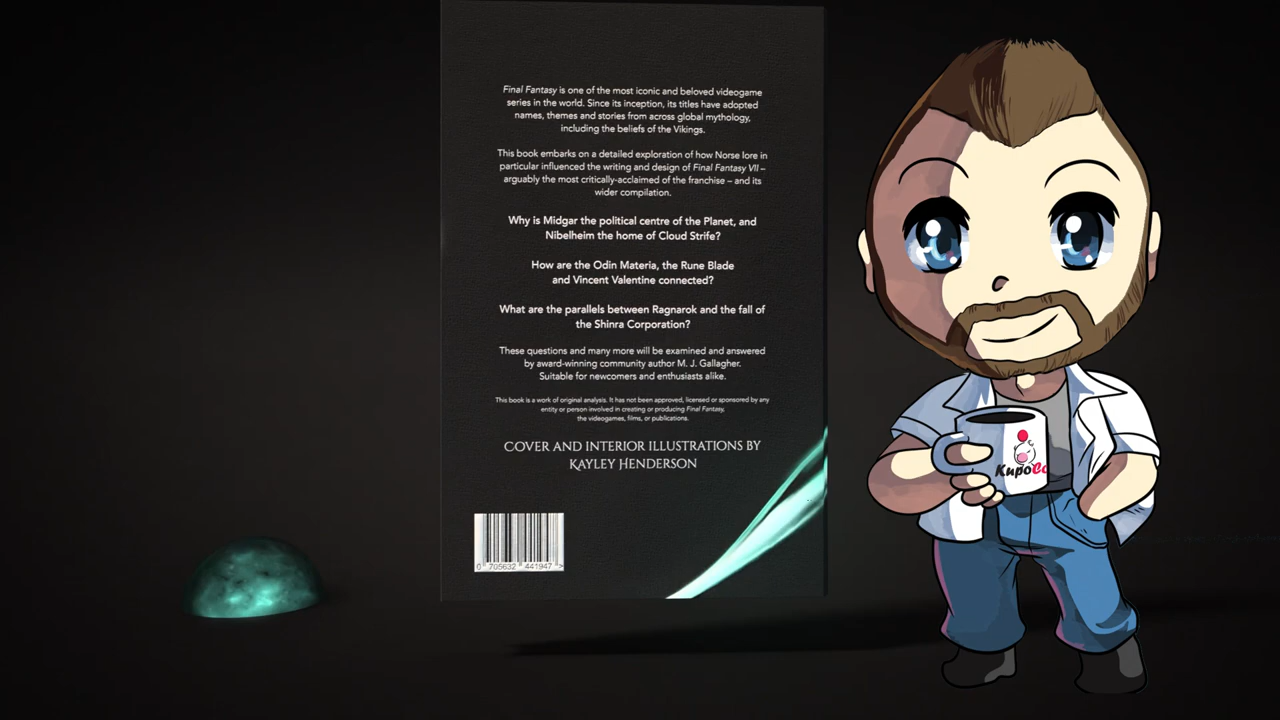 Final Fantasy is one of the most iconic and beloved videogame
series in the world. Since its inception, its titles have adopted
names, themes and stories from across global mythology,
including the beliefs of the Vikings.
This book embarks on a detailed exploration of how Norse lore in
particular influenced the writing and design of Final Fantasy VII –
arguably the most critically-acclaimed of the franchise – and its
wider compilation.
Why is Midgar the political centre of the Planet, and
Nibelheim the home of Cloud Strife?
How are the Odin Materia, the Rune Blade
and Vincent Valentine connected?
What are the parallels between Ragnarok and the fall of
the Shinra Corporation?
These questions and many more will be examined and answered
by award-winning community author M. J. Gallagher.
Suitable for newcomers and enthusiasts alike.
This book is a work of original analysis. It has not been approved, licensed or sponsored by any
entity or person involved in creating or producing Final Fantasy,
the videogames, films, or publications.
COVER AND INTERIOR ILLUSTRATIONS BY
KAYLEY HENDERSON
0 705632 441947 >
KupoCo